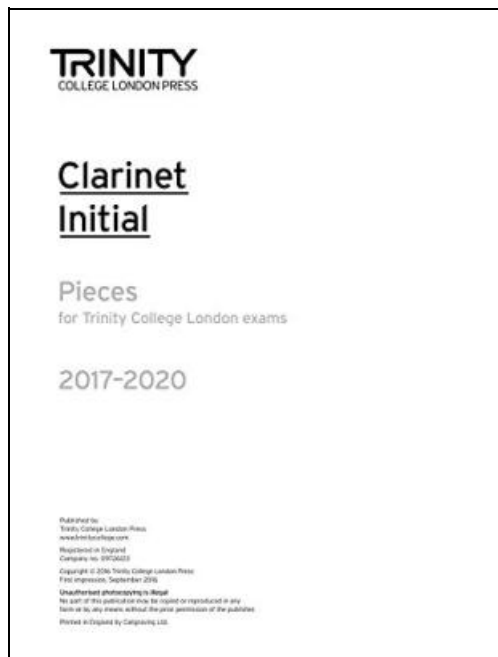 TRINITY
COLLEGE LONDON PRESS
Clarinet
Initial
Pieces
for Trinity College London exams
2017–2020
Published by
Trinity College London Press
www.trinitycollege.com
Registered in England
Company no.
Copyright © 2016 Trinity College London Press
First impression, September 2016
Unauthorised photocopying is illegal
No part of this publication may be copied or reproduced in any
form or by any means without the prior permission of the publisher.
Printed in England by Caligraving Ltd.